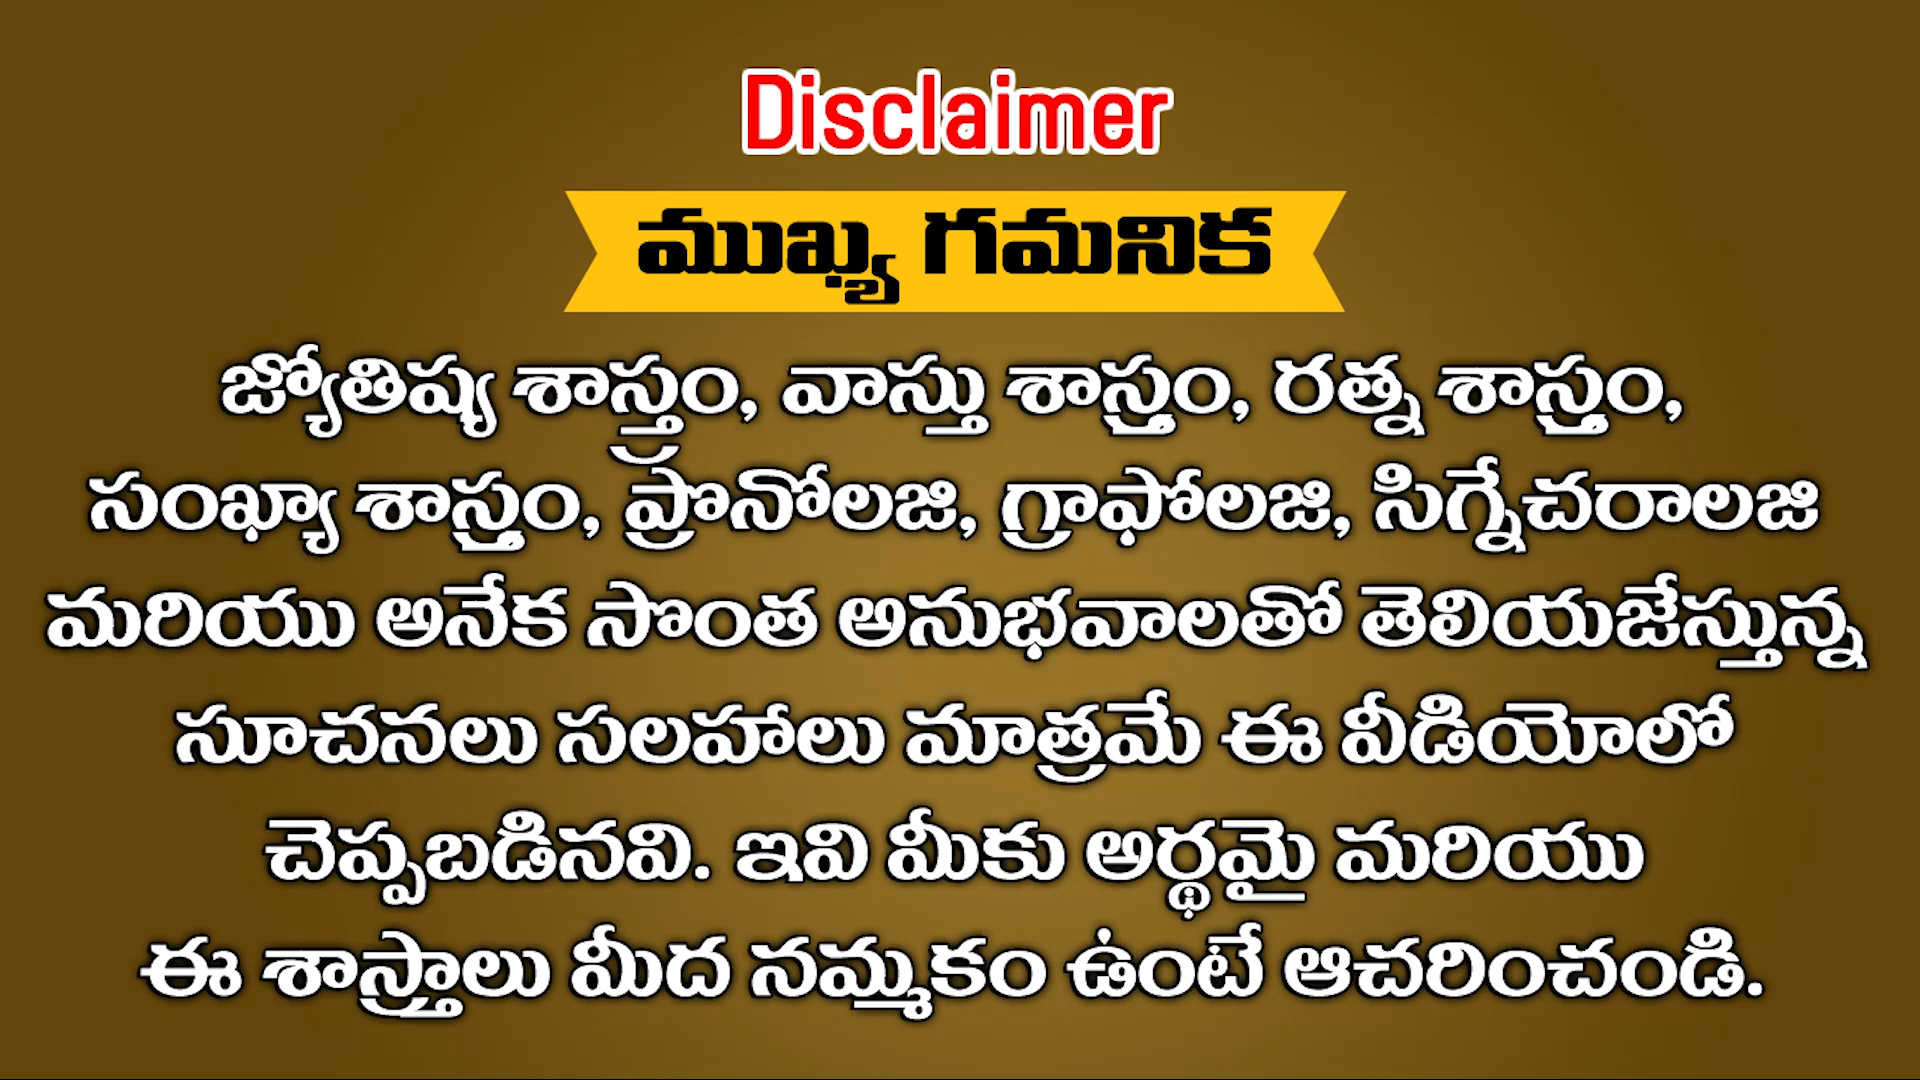 Disclaimer
ముఖ్య గమనిక
జ్యోతిష్య శాస్త్రం, వాస్తు శాస్త్రం, రత్న శాస్త్రం,
సంఖ్యా శాస్త్రం, ప్రొనోలజి, గ్రాఫోలజి, సిగ్నేచరాలజి
మరియు అనేక సొంత అనుభవాలతో తెలియజేస్తున్న
సూచనలు సలహాలు మాత్రమే ఈ వీడియోలో
చెప్పబడినవి. ఇవి మీకు అర్థమై మరియు
ఈ శాస్త్రాలు మీద నమ్మకం ఉంటే ఆచరించండి.